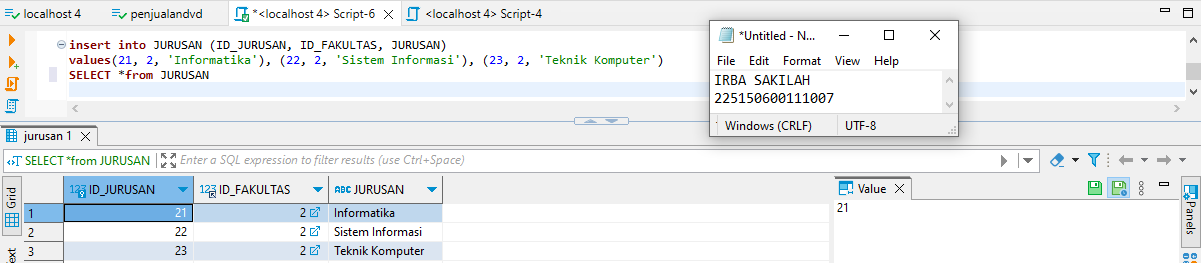 localhost 4
penjualandvd
*<localhost 4> Script-6
<localhost 4> Script-4
insert into JURUSAN (ID_JURUSAN, ID_FAKULTAS, JURUSAN)
values(21, 2, 'Informatika'), (22, 2, 'Sistem Informasi'), (23, 2, 'Teknik Komputer')
SELECT *from JURUSAN
*Untitled - N...
File Edit Format View Help
IRBA SAKILAH
225150600111007
Windows (CRLF) UTF-8
jurusan 1
SELECT *from JURUSAN
Enter a SQL expression to filter results (use Ctrl+Space)
Grid
Text
123 ID_JURUSAN 123 ID_FAKULTAS ABC JURUSAN
1 21 2 Informatika
2 22 2 Sistem Informasi
3 23 2 Teknik Komputer
Value
21
Panels